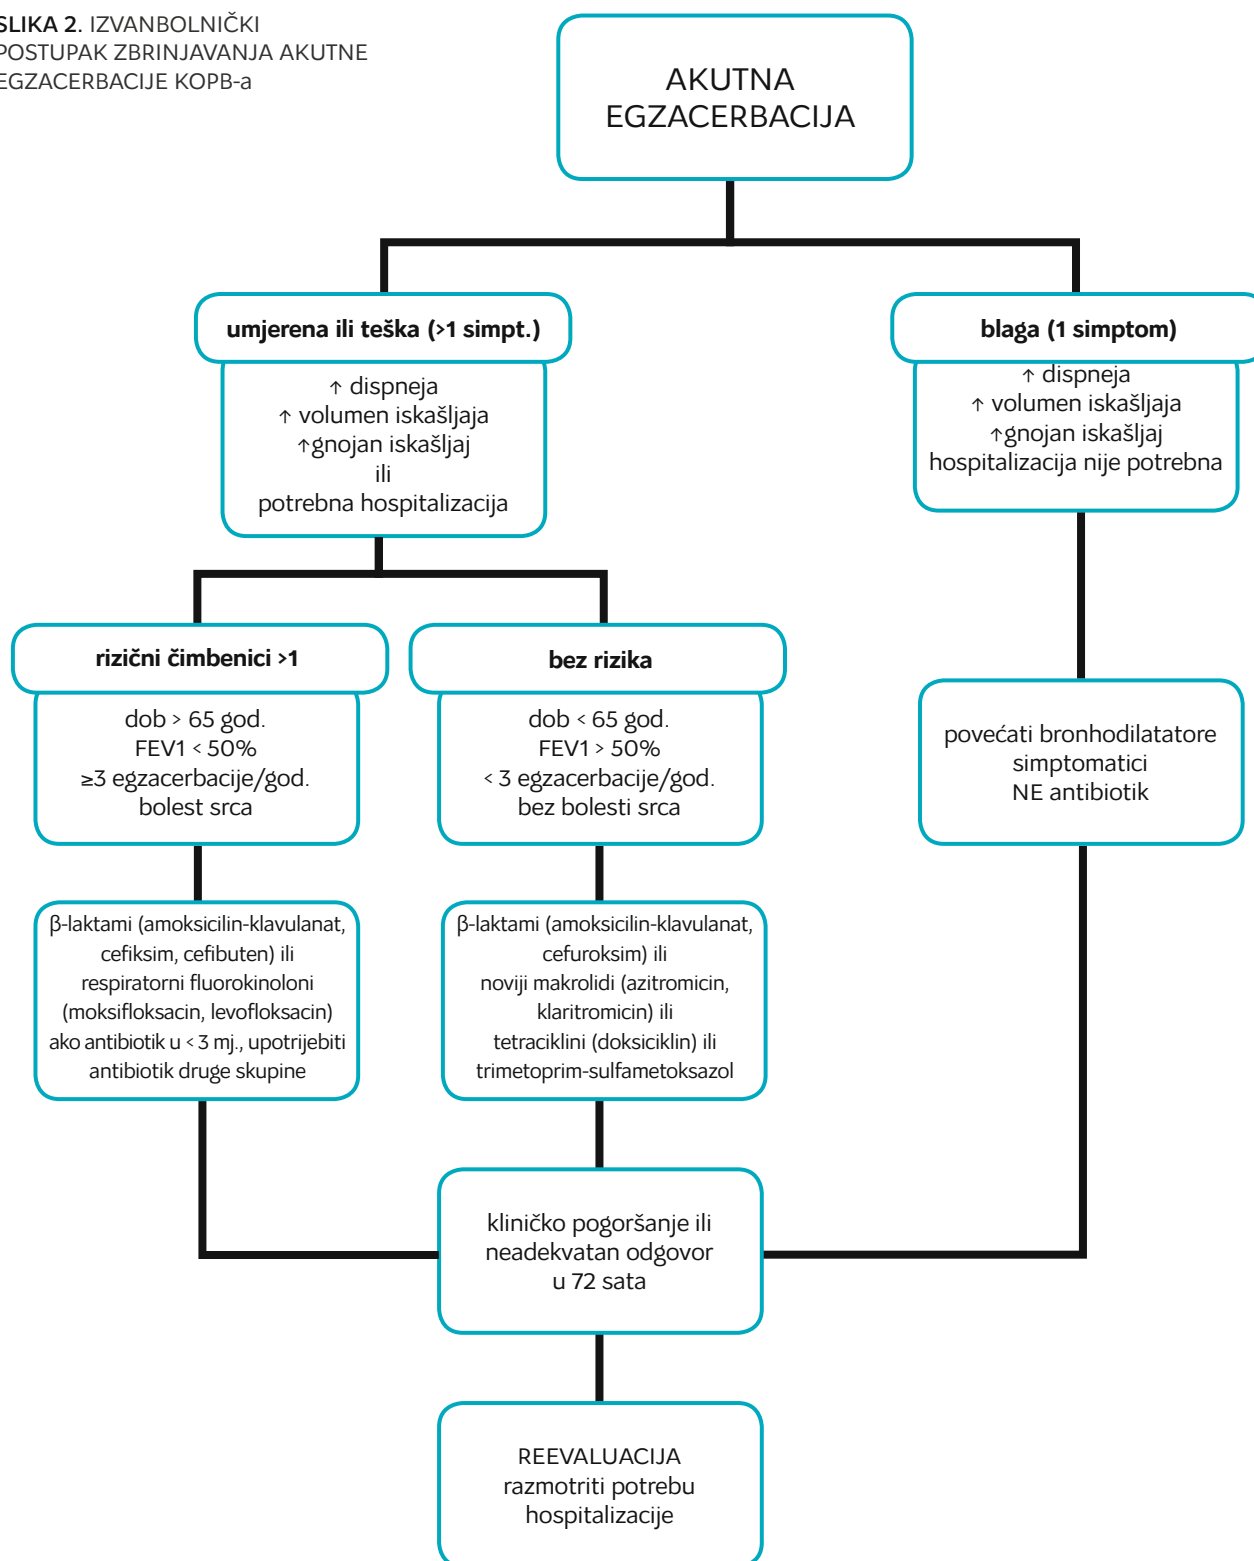 SLIKA 2. IZVANBOLNIČKI
POSTUPAK ZBRINJAVANJA AKUTNE
EGZACERBACIJE KOPB-a
AKUTNA
EGZACERBACIJA
umjerena ili teška (>1 simpt.)
↑ dispneja
↑ volumen iskašljaja
↑gnojan iskašljaj
ili
potrebna hospitalizacija
blaga (1 simptom)
↑ dispneja
↑ volumen iskašljaja
↑gnojan iskašljaj
hospitalizacija nije potrebna
rizični čimbenici >1
dob > 65 god.
FEV1 < 50%
≥3 egzacerbacije/god.
bolest srca
bez rizika
dob < 65 god.
FEV1 > 50%
< 3 egzacerbacije/god.
bez bolesti srca
povećati bronhodilatatore
simptomatici
NE antibiotik
β-laktami (amoksicilin-klavulanat,
cefiksim, cefibuten) ili
respiratorni fluorokinoloni
(moksifloksacin, levofloksacin)
ako antibiotik u < 3 mj., upotrijebiti
antibiotik druge skupine
β-laktami (amoksicilin-klavulanat,
cefuroksim) ili
noviji makrolidi (azitromicin,
klaritromicin) ili
tetraciklini (doksiciklin) ili
trimetoprim-sulfametoksazol
kliničko pogoršanje ili
neadekvatan odgovor
u 72 sata
REEVALUACIJA
razmotriti potrebu
hospitalizacije